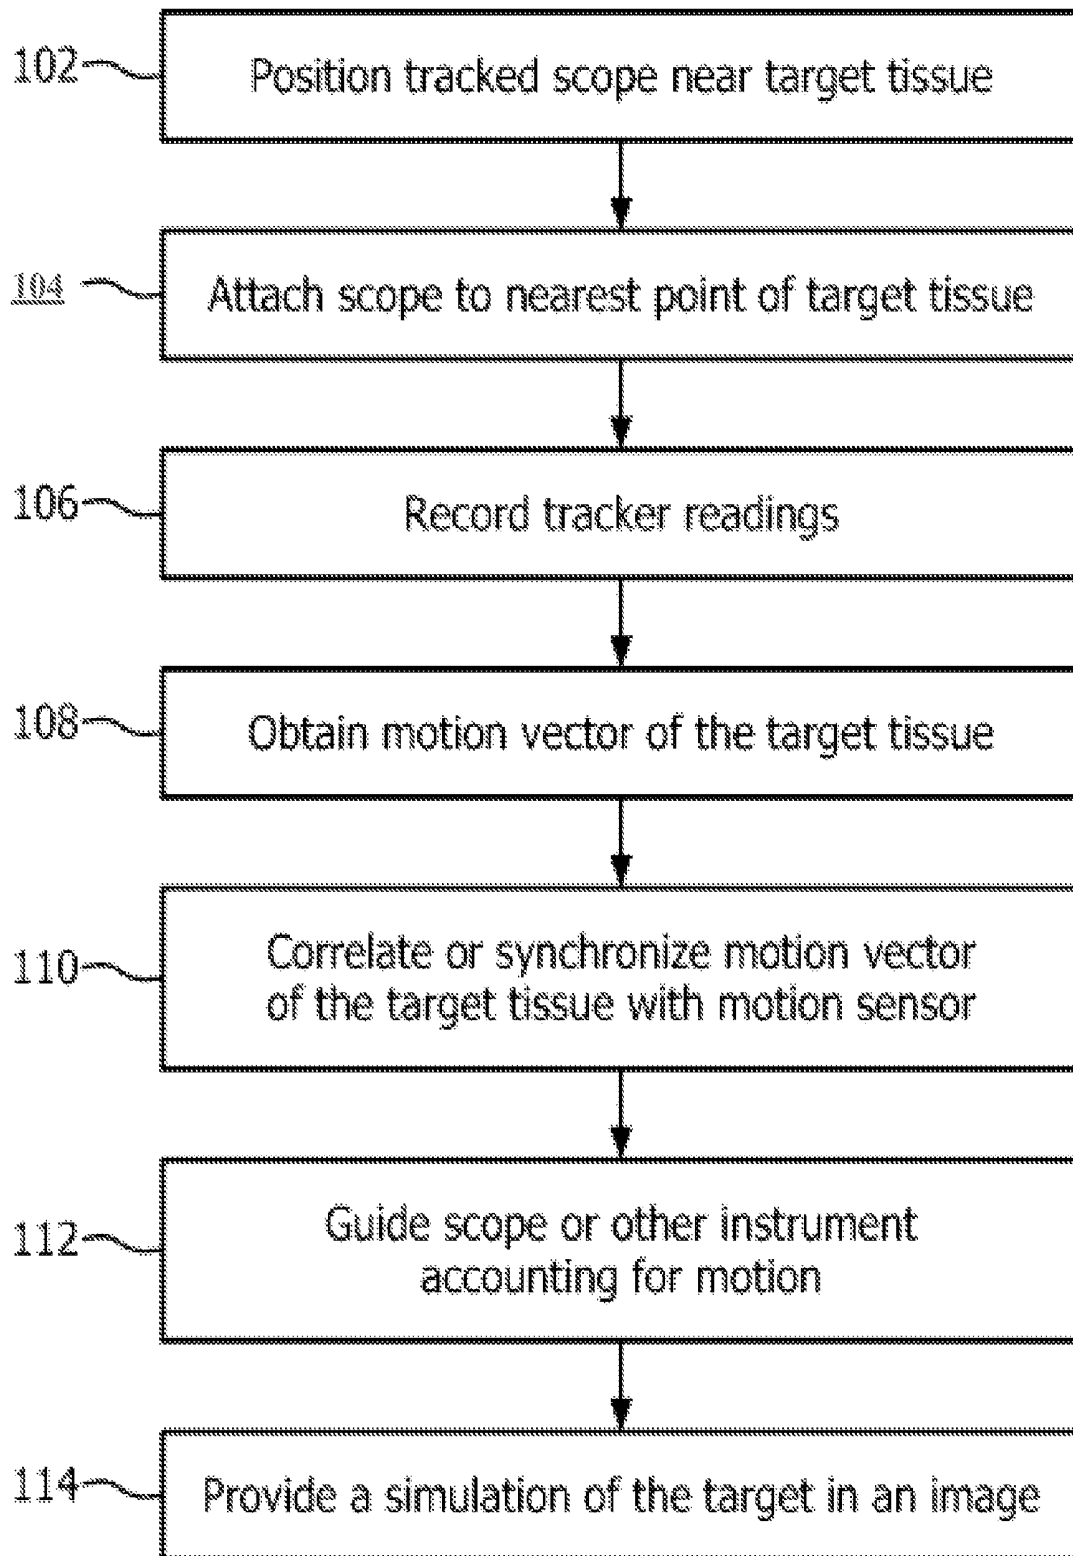 102 Position tracked scope near target tissue
104 Attach scope to nearest point of target tissue
106 Record tracker readings
108 Obtain motion vector of the target tissue
110 Correlate or synchronize motion vector
of the target tissue with motion sensor
112 Guide scope or other instrument
accounting for motion
114 Provide a simulation of the target in an image